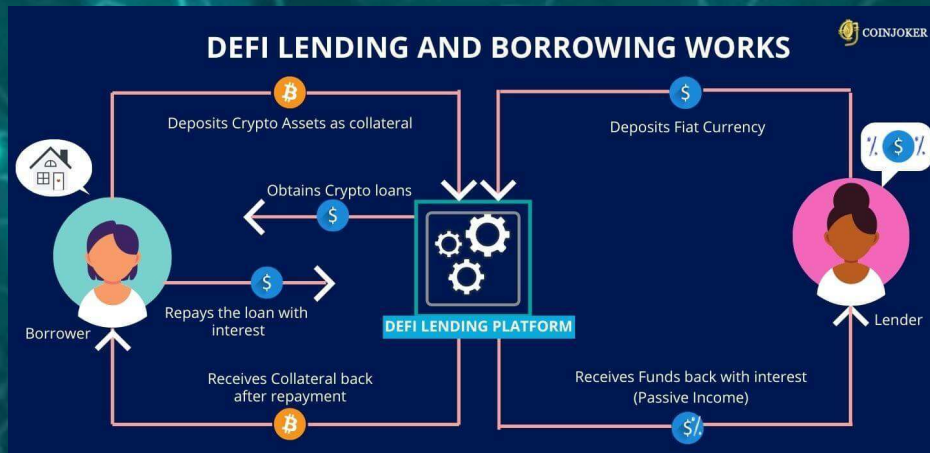 DEFI LENDING AND BORROWING WORKS
COINJOKER
Deposits Crypto Assets as collateral
Deposits Fiat Currency
Obtains Crypto loans
Repays the loan with
interest
Borrower
DEFI LENDING PLATFORM
Lender
Receives Collateral back
after repayment
Receives Funds back with interest
(Passive Income)